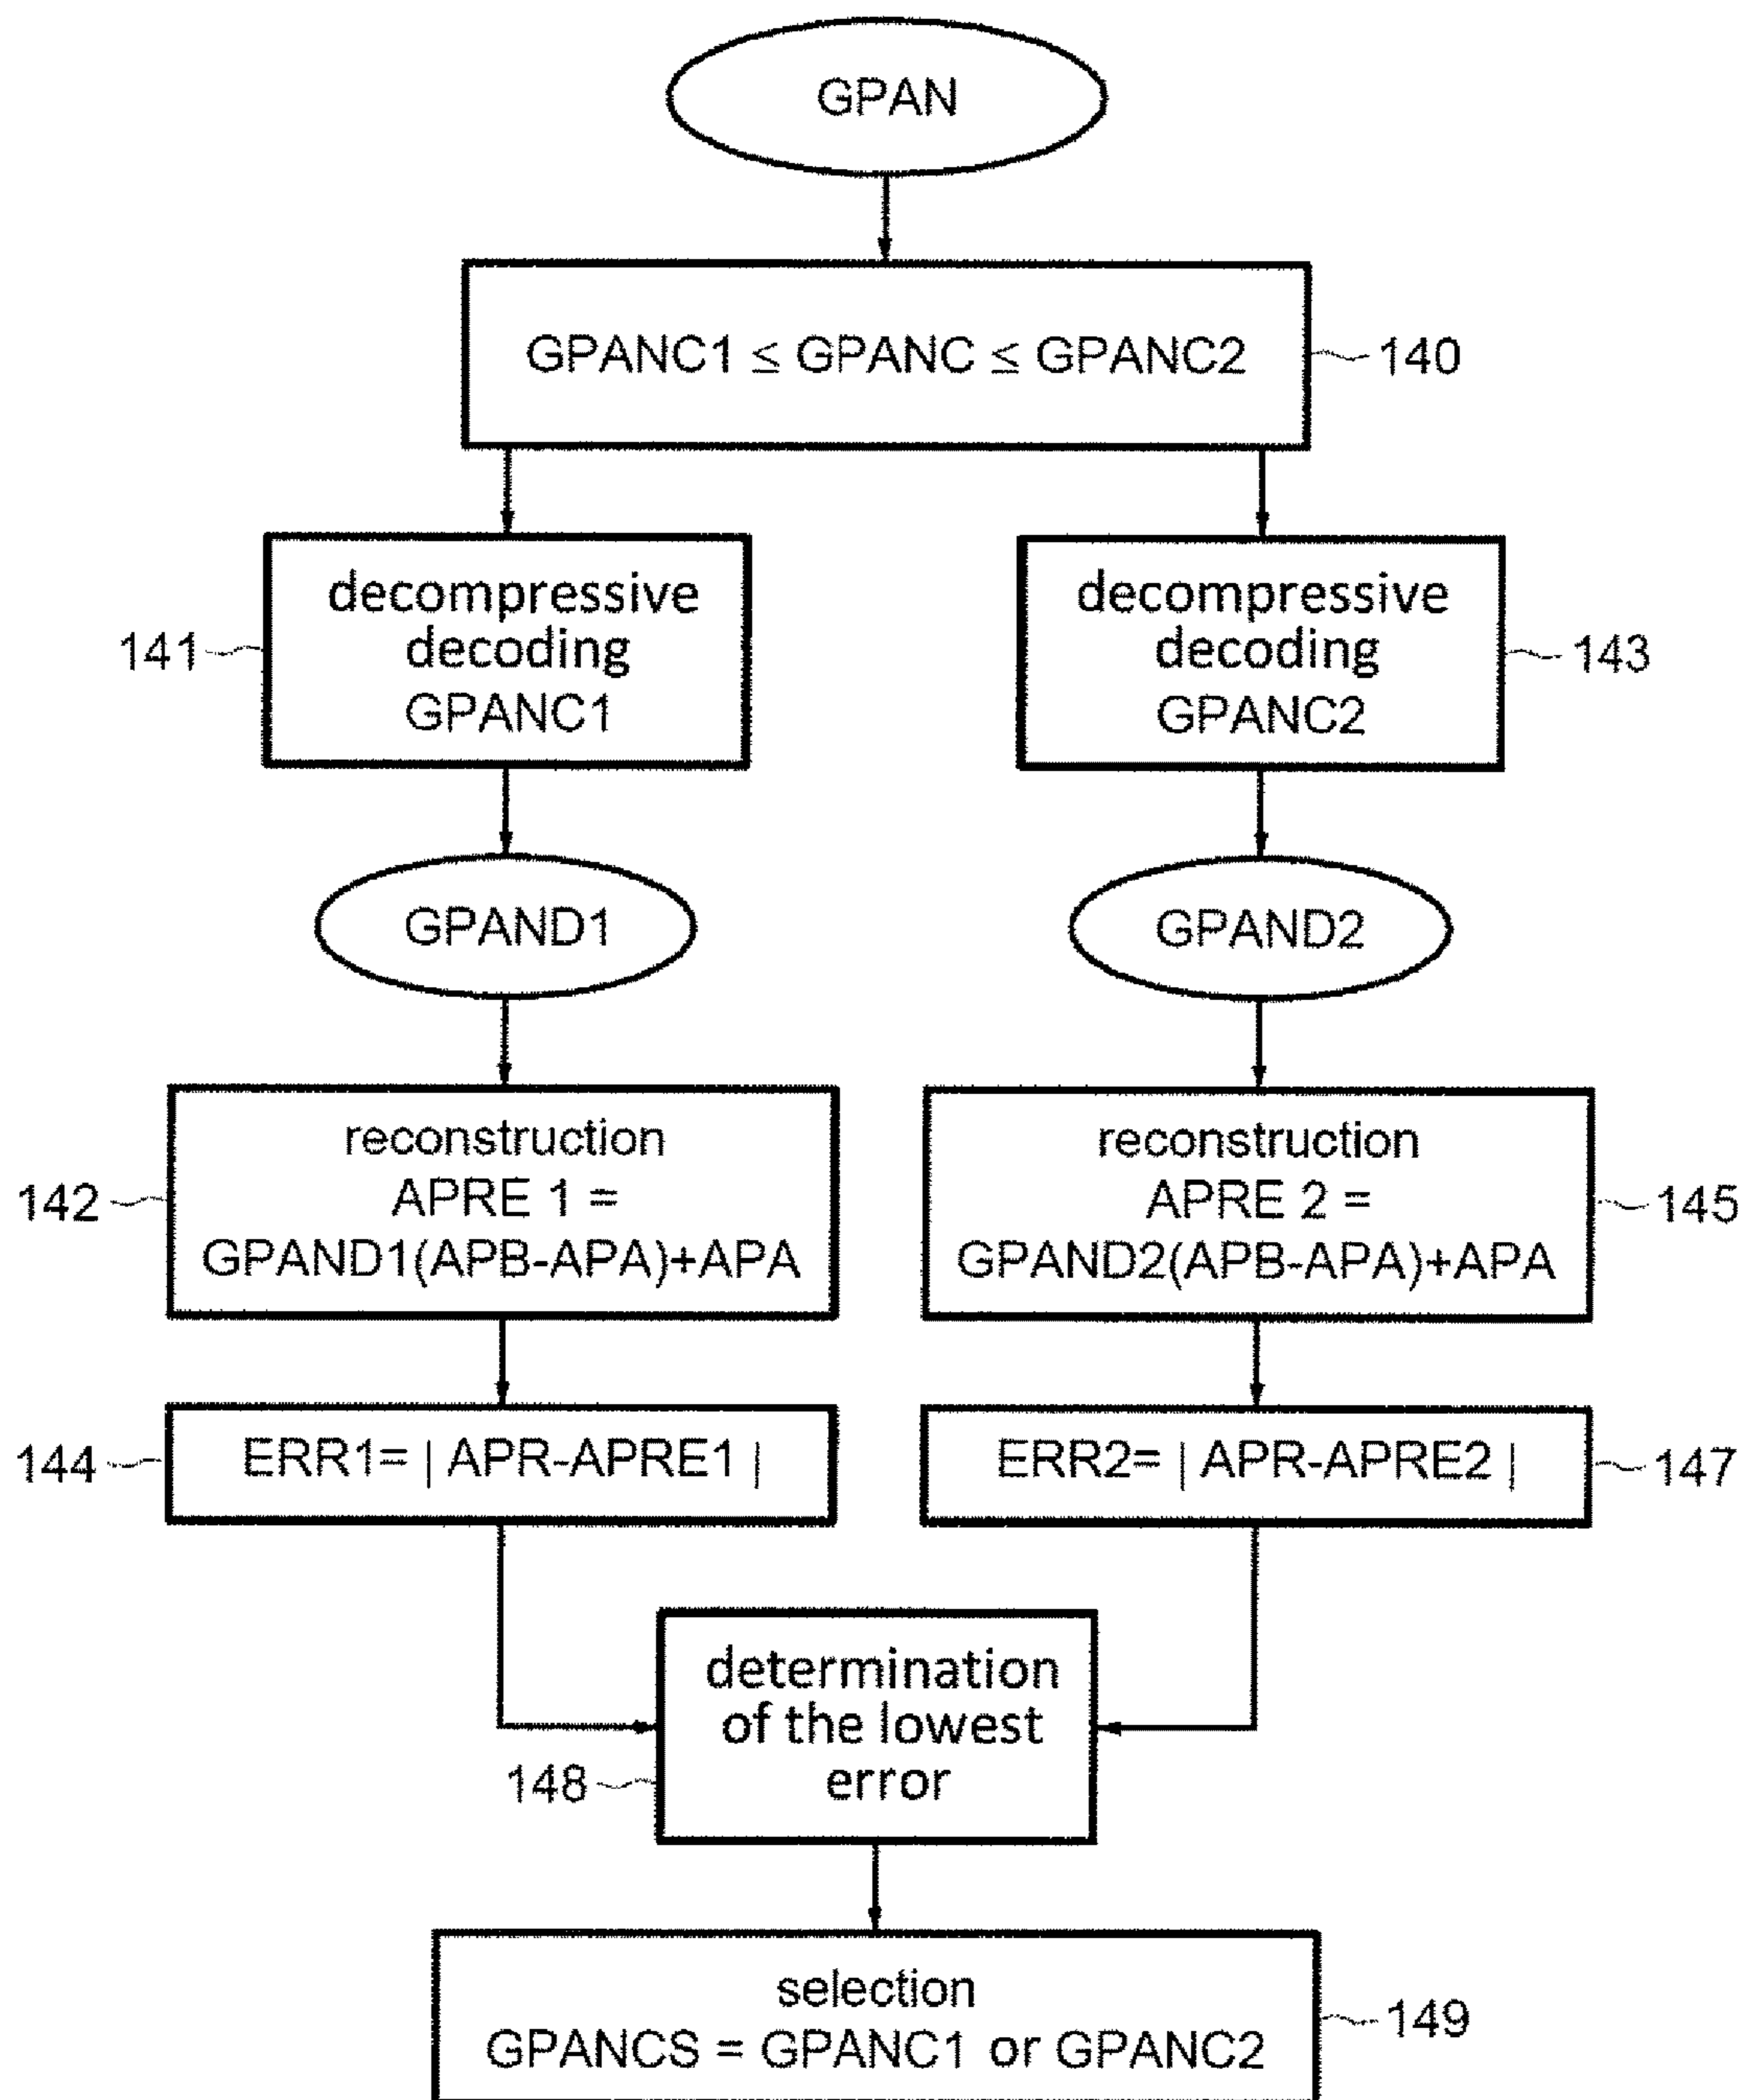 GPAN
GPANC1 ≤ GPANC ≤ GPANC2
140
decompressive
decoding
GPANC1
141
decompressive
decoding
GPANC2
143
GPAND1
GPAND2
reconstruction
APRE 1 =
GPAND1(APB-APA)+APA
142
reconstruction
APRE 2 =
GPAND2(APB-APA)+APA
145
144
ERR1= | APR-APRE1 |
ERR2= | APR-APRE2 |
147
determination
of the lowest
error
148
selection
GPANCS = GPANC1 or GPANC2
149